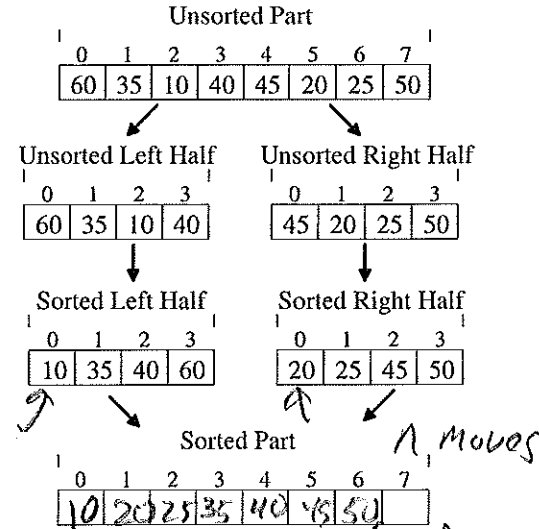 Unsorted Part
0 1 2 3 4 5 6 7
60 35 10 40 45 20 25 50
Unsorted Left Half Unsorted Right Half
0 1 2 3 0 1 2 3
60 35 10 40 45 20 25 50
Sorted Left Half Sorted Right Half
0 1 2 3 0 1 2 3
10 35 40 60 20 25 45 50
Sorted Part moves
0 1 2 3 4 5 6 7
10 20 25 35 40 45 50